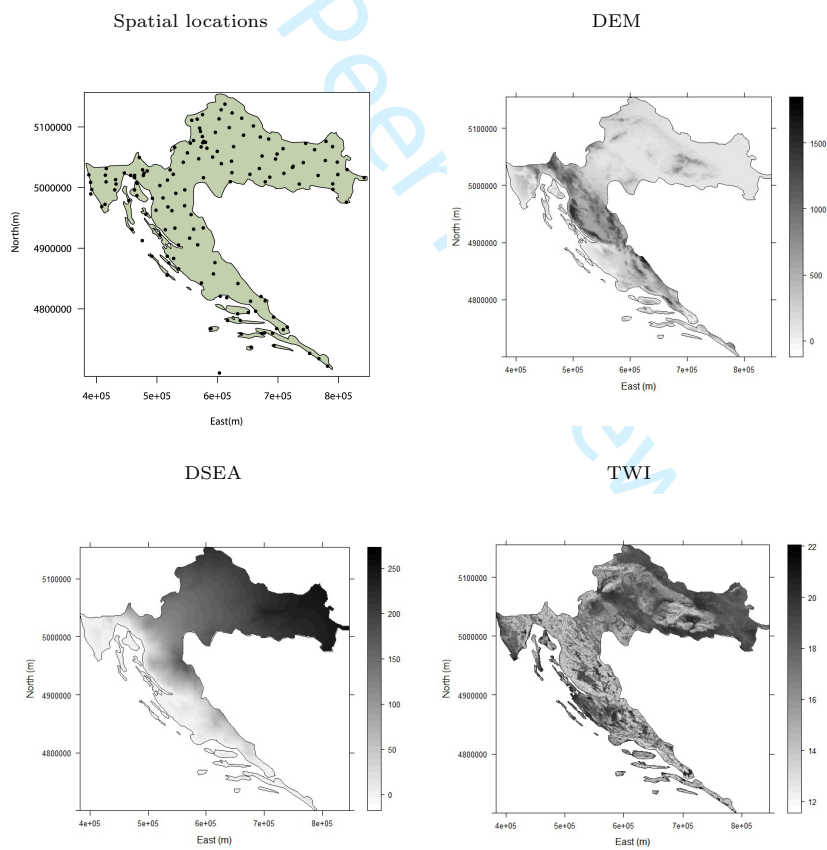 Spatial locations
DEM
5100000
5000000
4900000
4800000
North(m)
4e+05 5e+05 6e+05 7e+05 8e+05
East(m)
5100000
5000000
4900000
4800000
North (m)
4e+05 5e+05 6e+05 7e+05 8e+05
East (m)
1500
1000
500
0
Peer
ew
DSEA
TWI
5100000
5000000
4900000
4800000
North (m)
4e+05 5e+05 6e+05 7e+05 8e+05
East (m)
250
200
150
100
50
0
5100000
5000000
4900000
4800000
North (m)
4e+05 5e+05 6e+05 7e+05 8e+05
East (m)
22
20
18
16
14
12